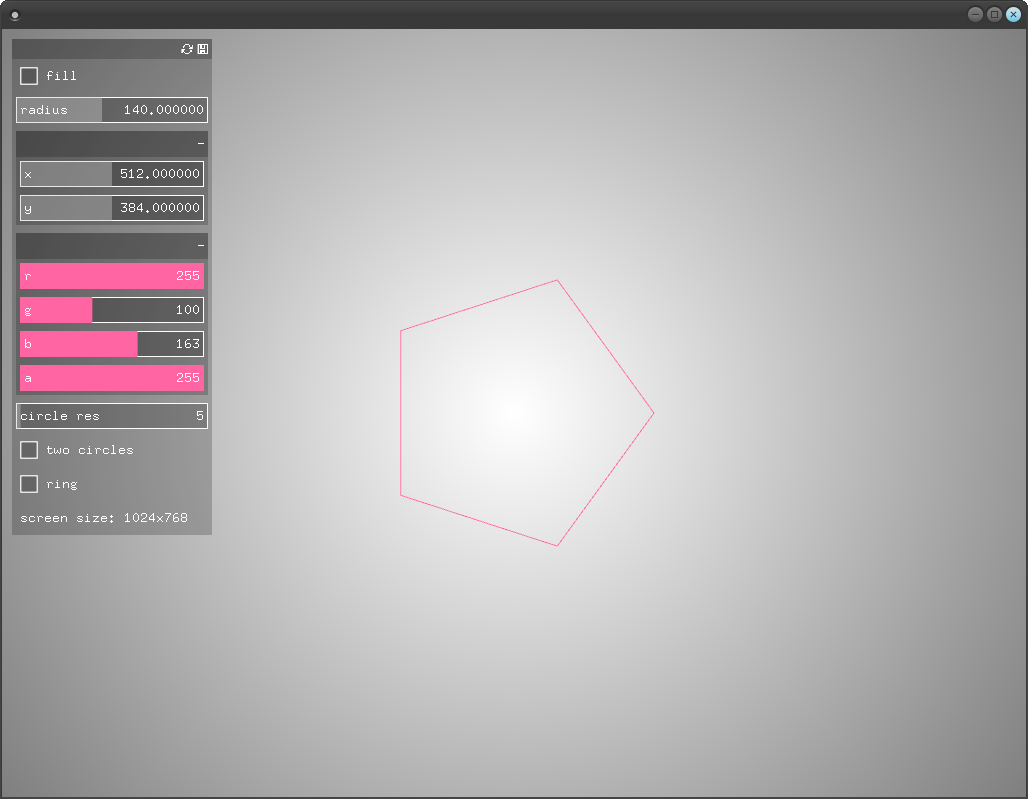 fill
radius 140.000000
-
x 512.000000
y 384.000000
-
r 255
g 100
b 163
a 255
circle res 5
two circles
ring
screen size: 1024x768